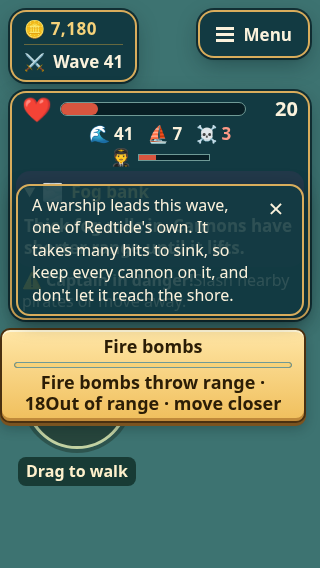 🪙 7,180
⚔️ Wave 41
Menu
❤️ 20
🌊 41 ⛵ 7 ☠️ 3
Fog bank
A warship leads this wave,
one of Redtide's own. It
takes many hits to sink, so
keep every cannon on it, and
don't let it reach the shore.
✕
Fire bombs
Fire bombs throw range ·
18Out of range · move closer
Drag to walk